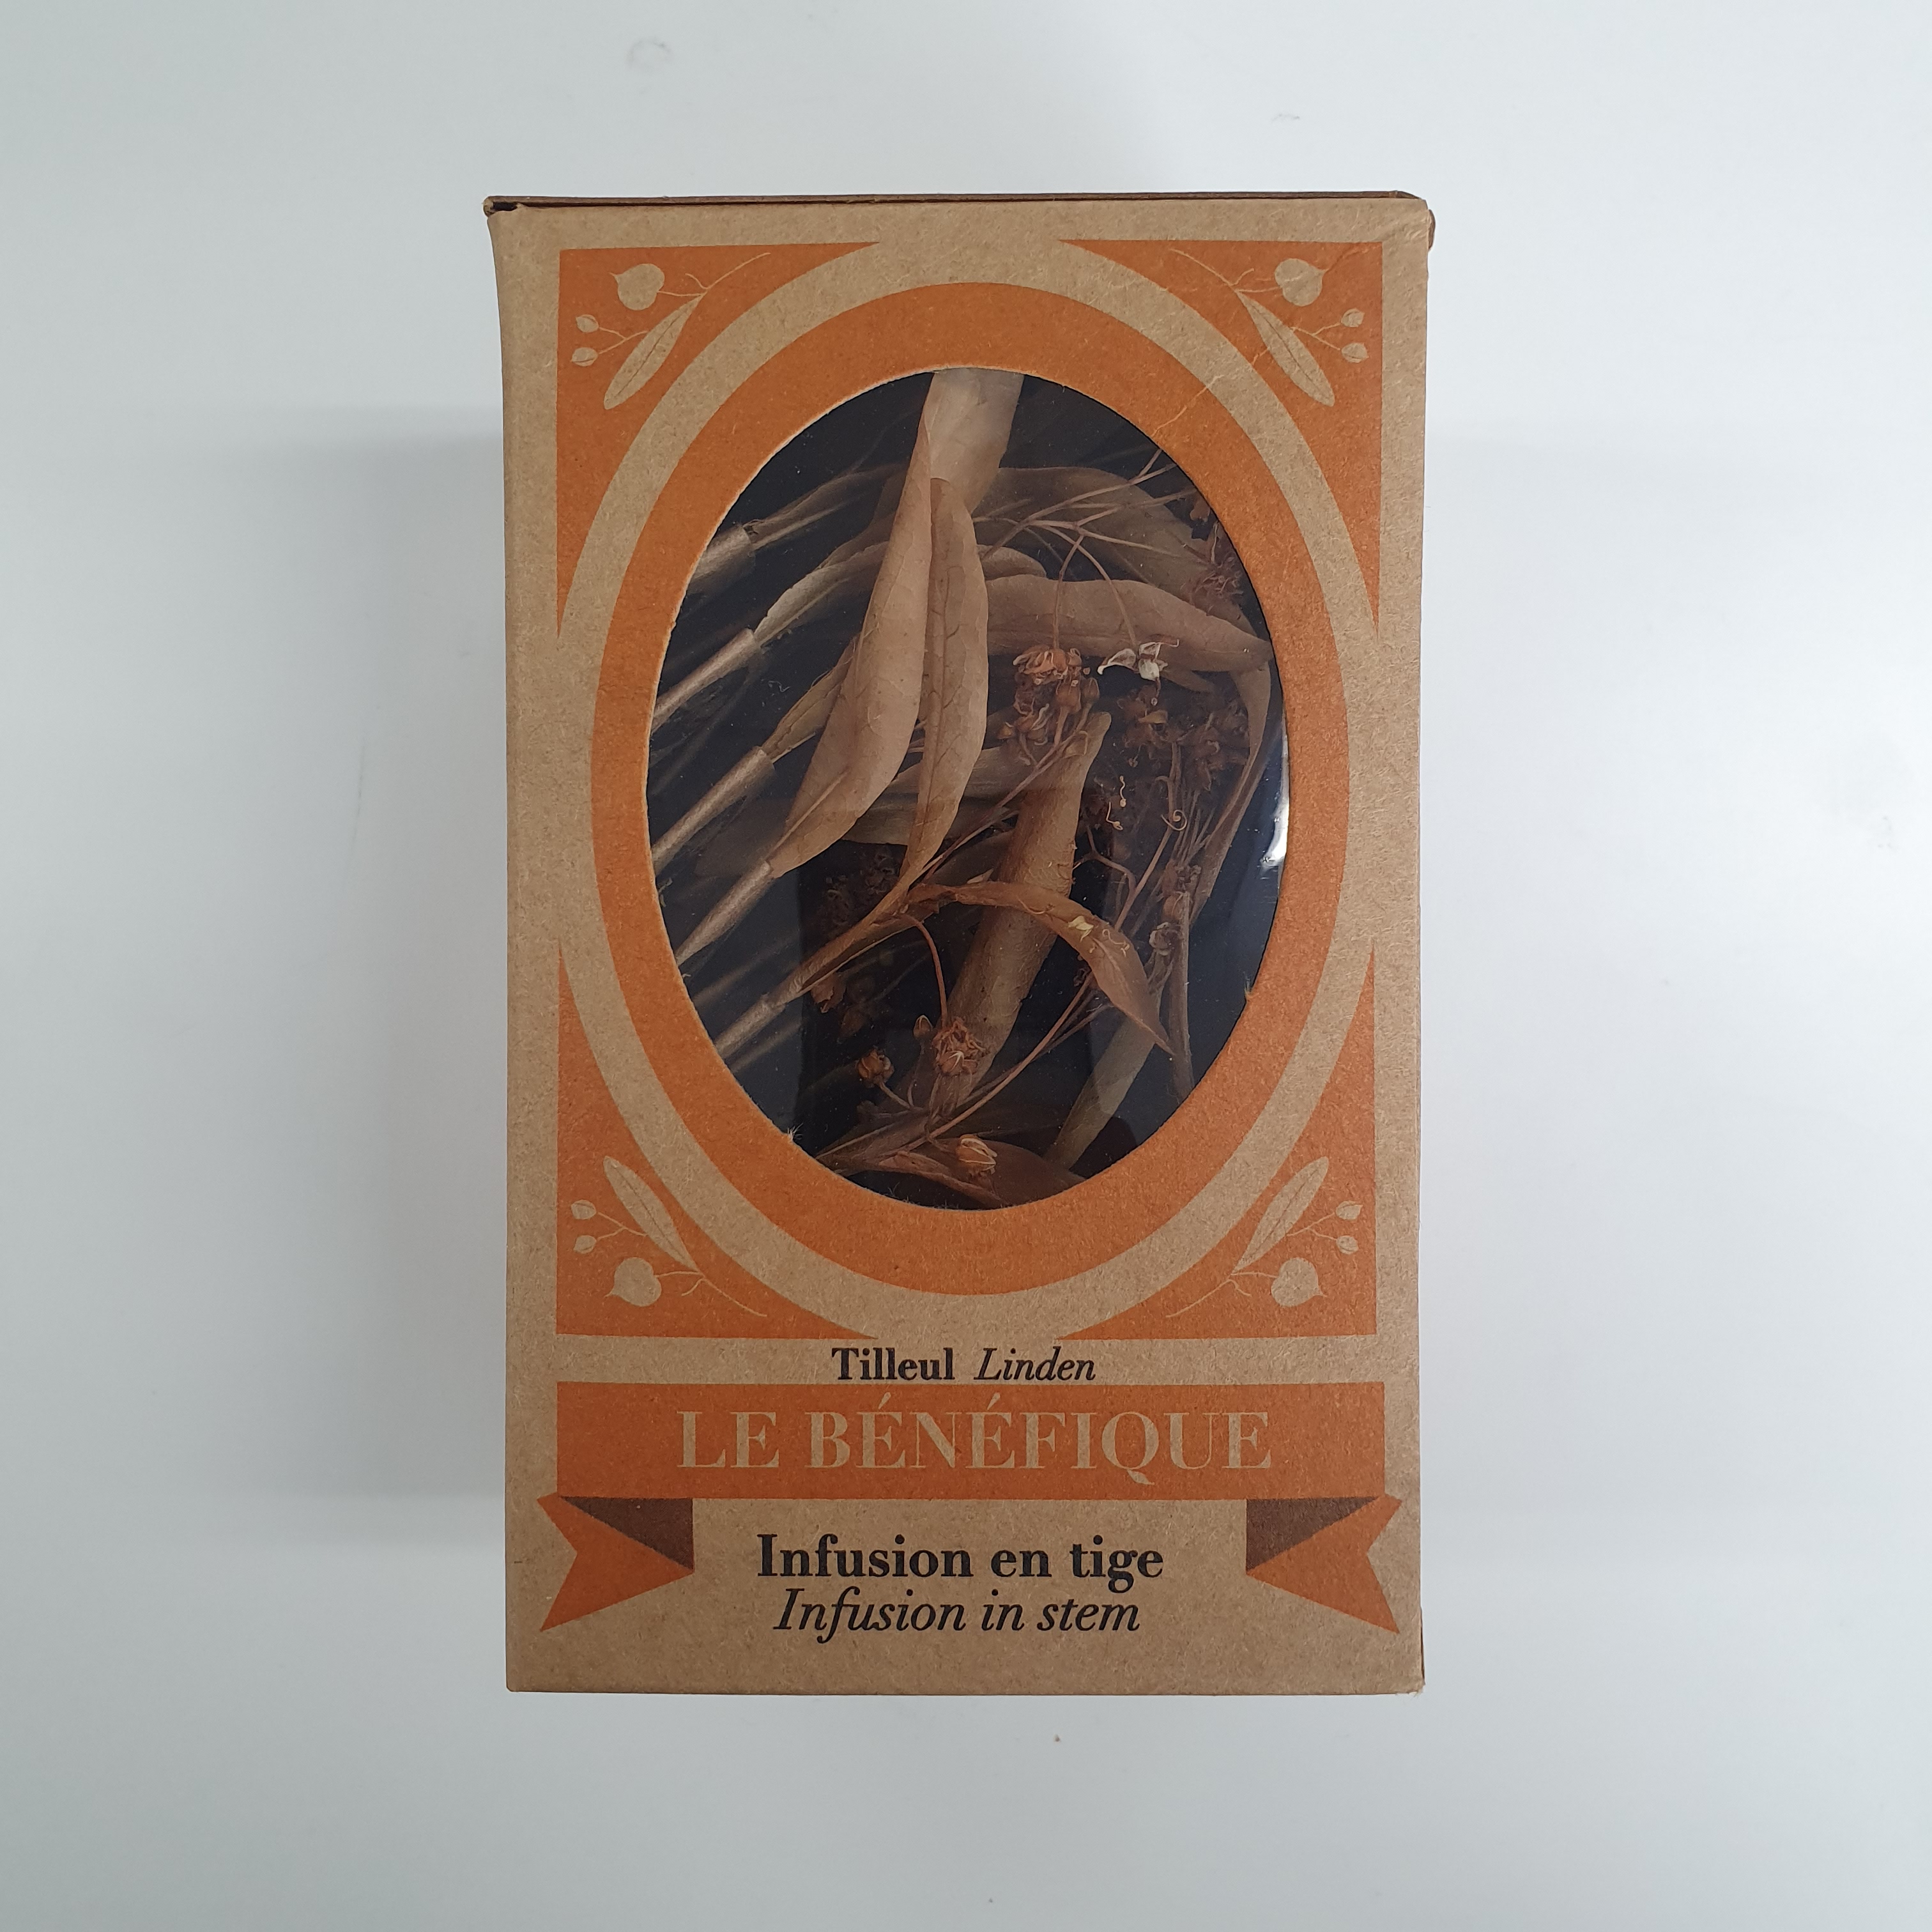 Tilleul Linden
LE BÉNÉFIQUE
Infusion en tige
Infusion in stem